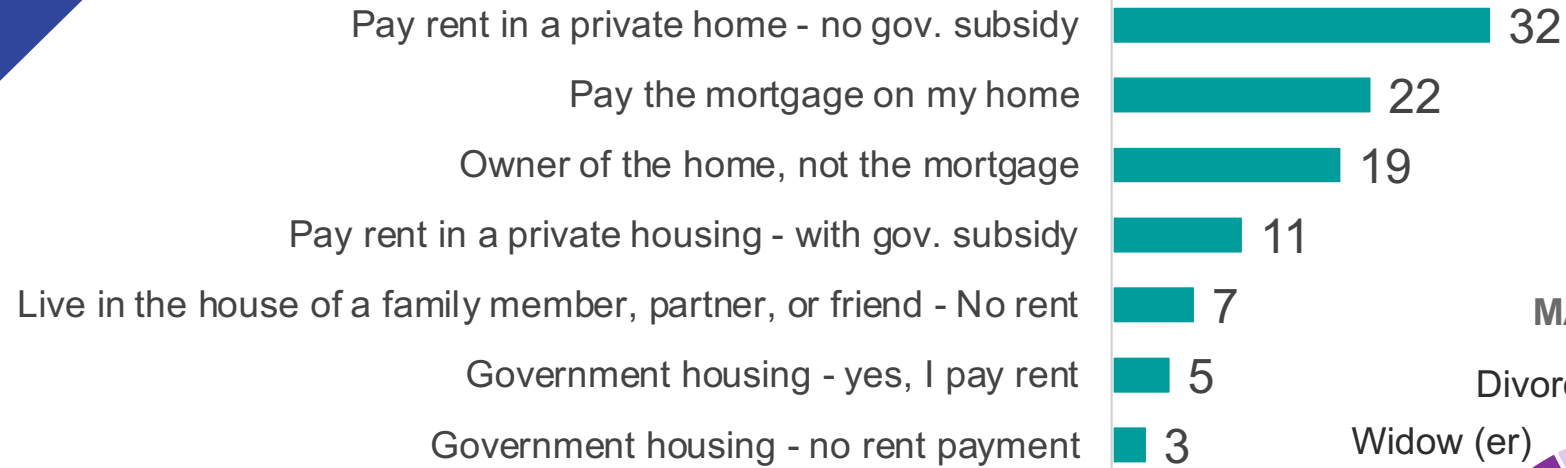 Pay rent in a private home - no gov. subsidy 32
Pay the mortgage on my home 22
Owner of the home, not the mortgage 19
Pay rent in a private housing - with gov. subsidy 11
Live in the house of a family member, partner, or friend - No rent 7
Government housing - yes, I pay rent 5
Government housing - no rent payment 3
Widow (er)